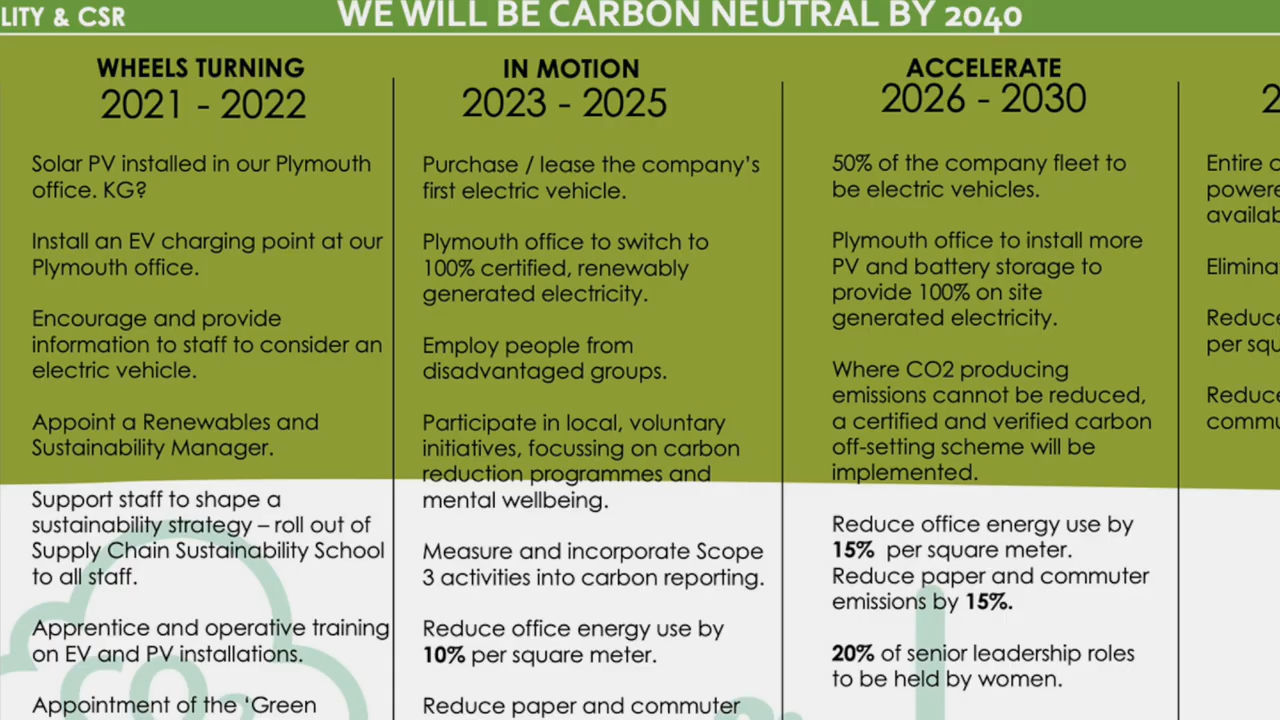 LITY & CSR
WE WILL BE CARBON NEUTRAL BY 2040
WHEELS TURNING
2021 - 2022
Solar PV installed in our Plymouth
office. KG?
Install an EV charging point at our
Plymouth office.
Encourage and provide
information to staff to consider an
electric vehicle.
Appoint a Renewables and
Sustainability Manager.
Support staff to shape a
sustainability strategy – roll out of
Supply Chain Sustainability School
to all staff.
Apprentice and operative training
on EV and PV installations.
Appointment of the ‘Green
IN MOTION
2023 - 2025
Purchase / lease the company’s
first electric vehicle.
Plymouth office to switch to
100% certified, renewably
generated electricity.
Employ people from
disadvantaged groups.
Participate in local, voluntary
initiatives, focussing on carbon
reduction programmes and
mental wellbeing.
Measure and incorporate Scope
3 activities into carbon reporting.
Reduce office energy use by
10% per square meter.
Reduce paper and commuter
ACCELERATE
2026 - 2030
50% of the company fleet to
be electric vehicles.
Plymouth office to install more
PV and battery storage to
provide 100% on site
generated electricity.
Where CO2 producing
emissions cannot be reduced,
a certified and verified carbon
off-setting scheme will be
implemented.
Reduce office energy use by
15% per square meter.
Reduce paper and commuter
emissions by 15%.
20% of senior leadership roles
to be held by women.
2
Entire
powere
availab
Elimina
Reduce
per squ
Reduce
commu